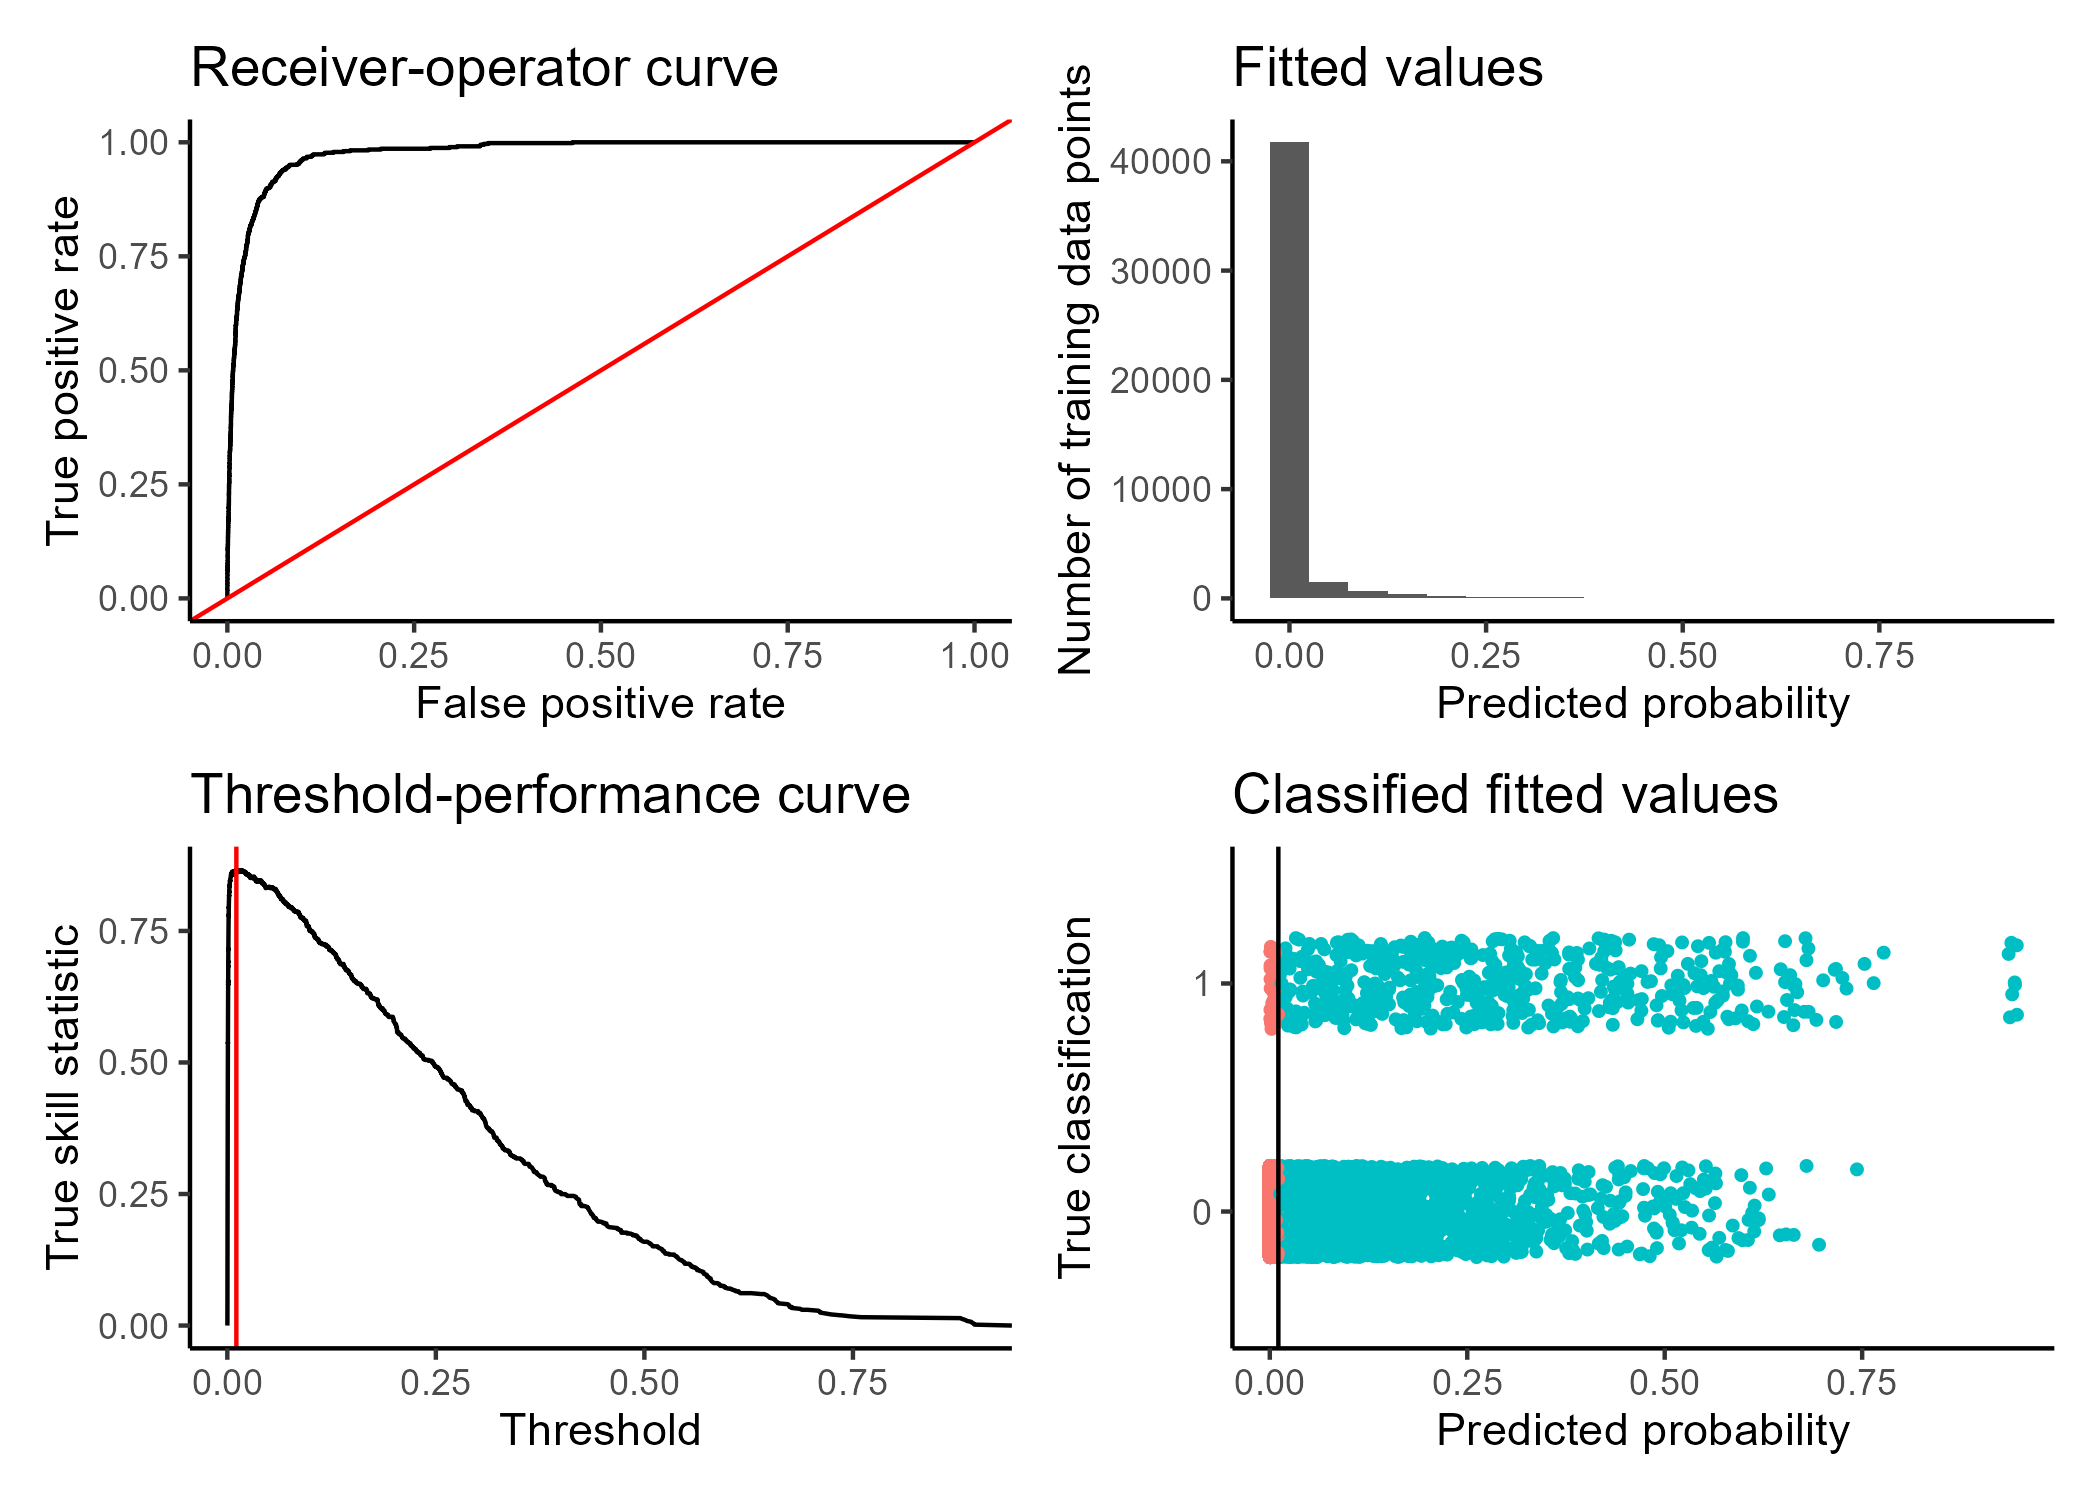 Receiver-operator curve
True positive rate
1.00
0.75
0.50
0.25
0.00
0.00 0.25 0.50 0.75 1.00
False positive rate
Fitted values
Number of training data points
40000
30000
20000
10000
0
0.00 0.25 0.50 0.75
Predicted probability
Threshold-performance curve
True skill statistic
0.75
0.50
0.25
0.00
0.00 0.25 0.50 0.75
Threshold
Classified fitted values
True classification
1
0
0.00 0.25 0.50 0.75
Predicted probability